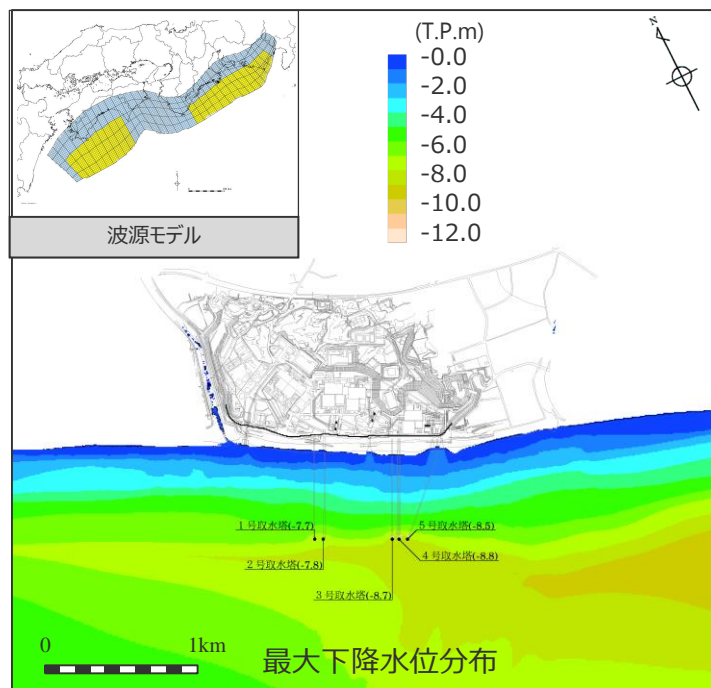 波源モデル
(T.P.m)
-0.0
-2.0
-4.0
-6.0
-8.0
-10.0
-12.0
N
1号取水塔(-7.7)
2号取水塔(-7.8)
3号取水塔(-8.7)
4号取水塔(-8.8)
5号取水塔(-8.5)
0 1km
最大下降水位分布